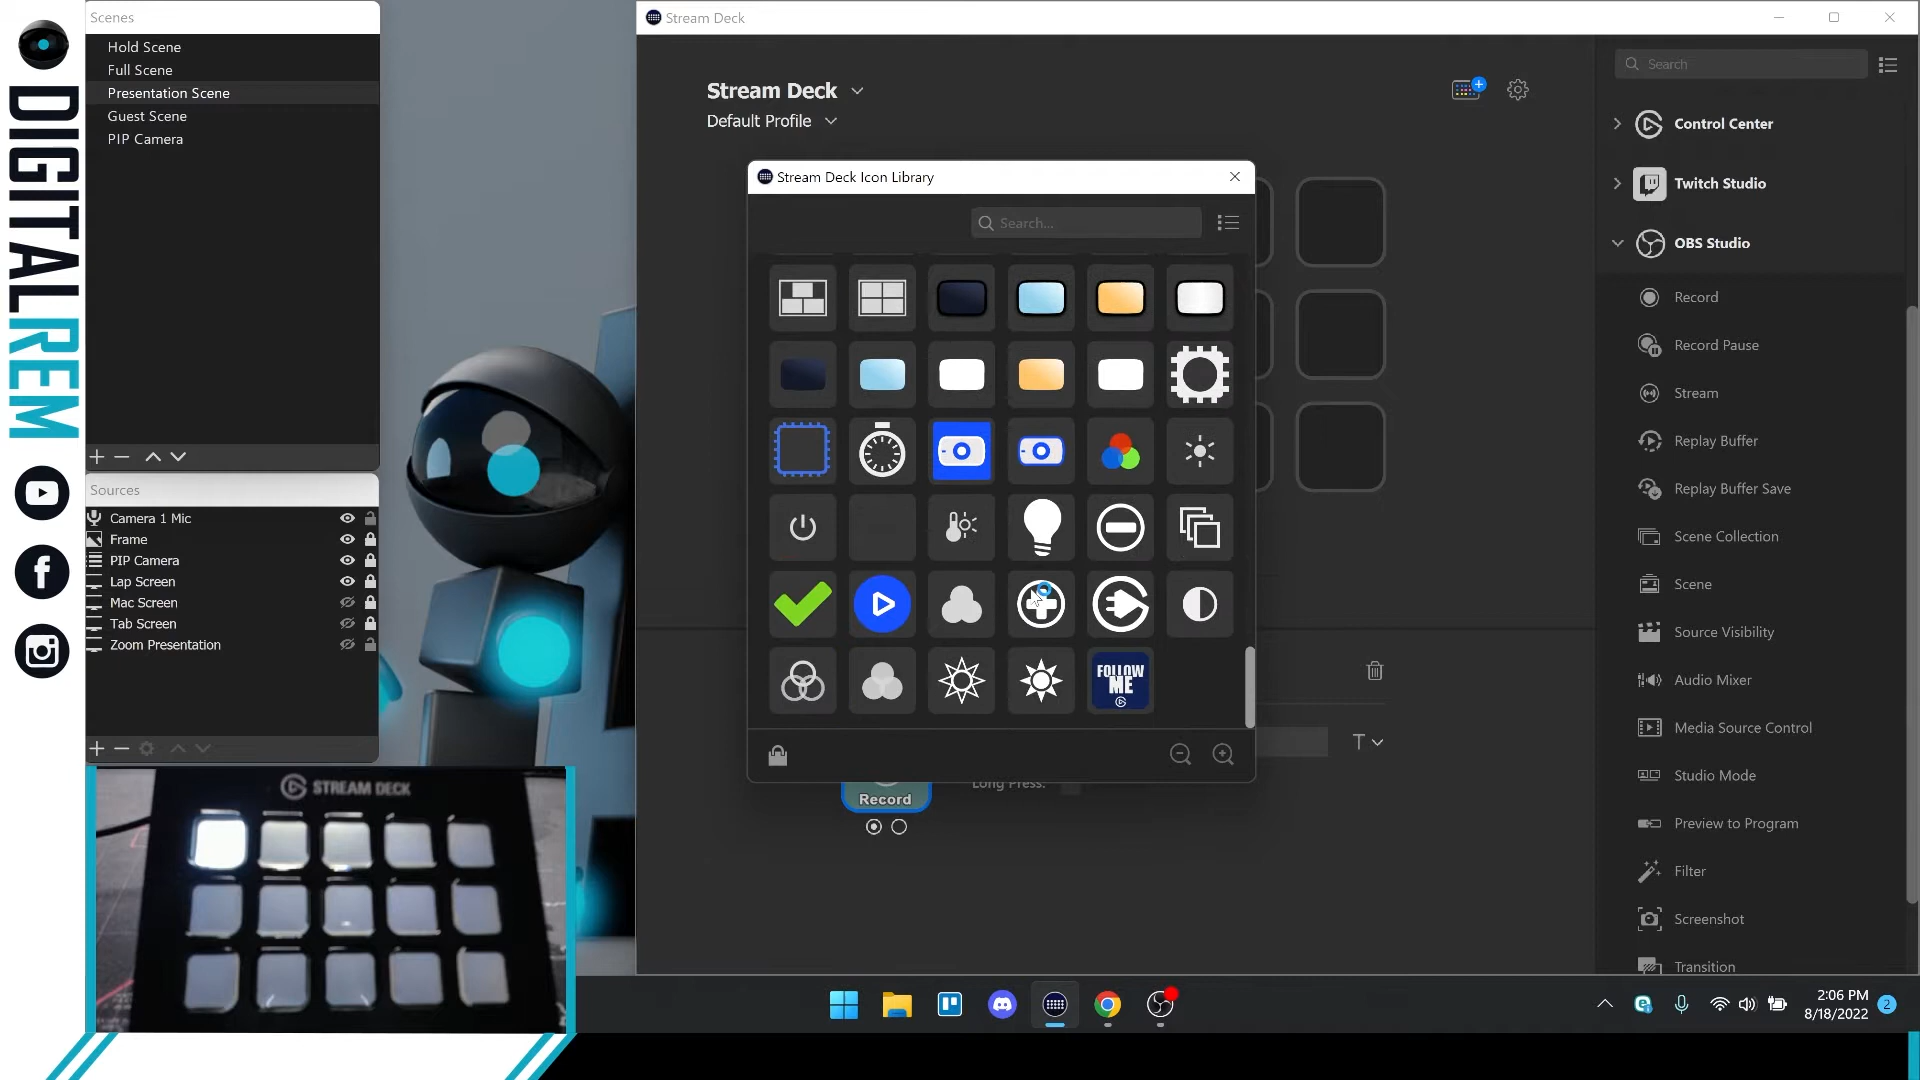 DIGITALREM
Scenes
Hold Scene
Full Scene
Presentation Scene
Guest Scene
PIP Camera
Sources
Camera 1 Mic
Frame
PIP Camera
Lap Screen
Mac Screen
Tab Screen
Zoom Presentation
STREAM DECK
Stream Deck
Stream Deck
Default Profile
Stream Deck Icon Library
Search...
FOLLOW
ME
Record
Long Press:
T
Search
Control Center
Twitch Studio
OBS Studio
Record
Record Pause
Stream
Replay Buffer
Replay Buffer Save
Scene Collection
Scene
Source Visibility
Audio Mixer
Media Source Control
Studio Mode
Preview to Program
Filter
Screenshot
Transition
2:06 PM
8/18/2022
2